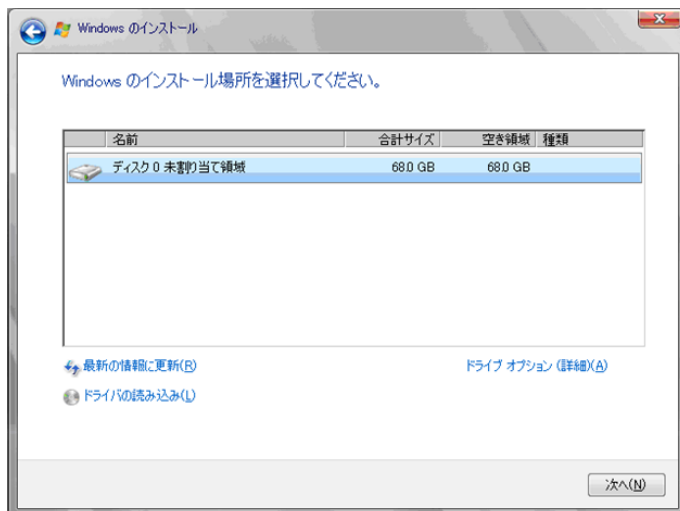 Windows のインストール
Windows のインストール場所を選択してください。
名前 合計サイズ 空き領域 種類
ディスク 0 未割り当て領域 68.0 GB 68.0 GB
最新の情報に更新(R) ドライブ オプション (詳細)(A)
ドライバの読み込み(L)
次へ(N)